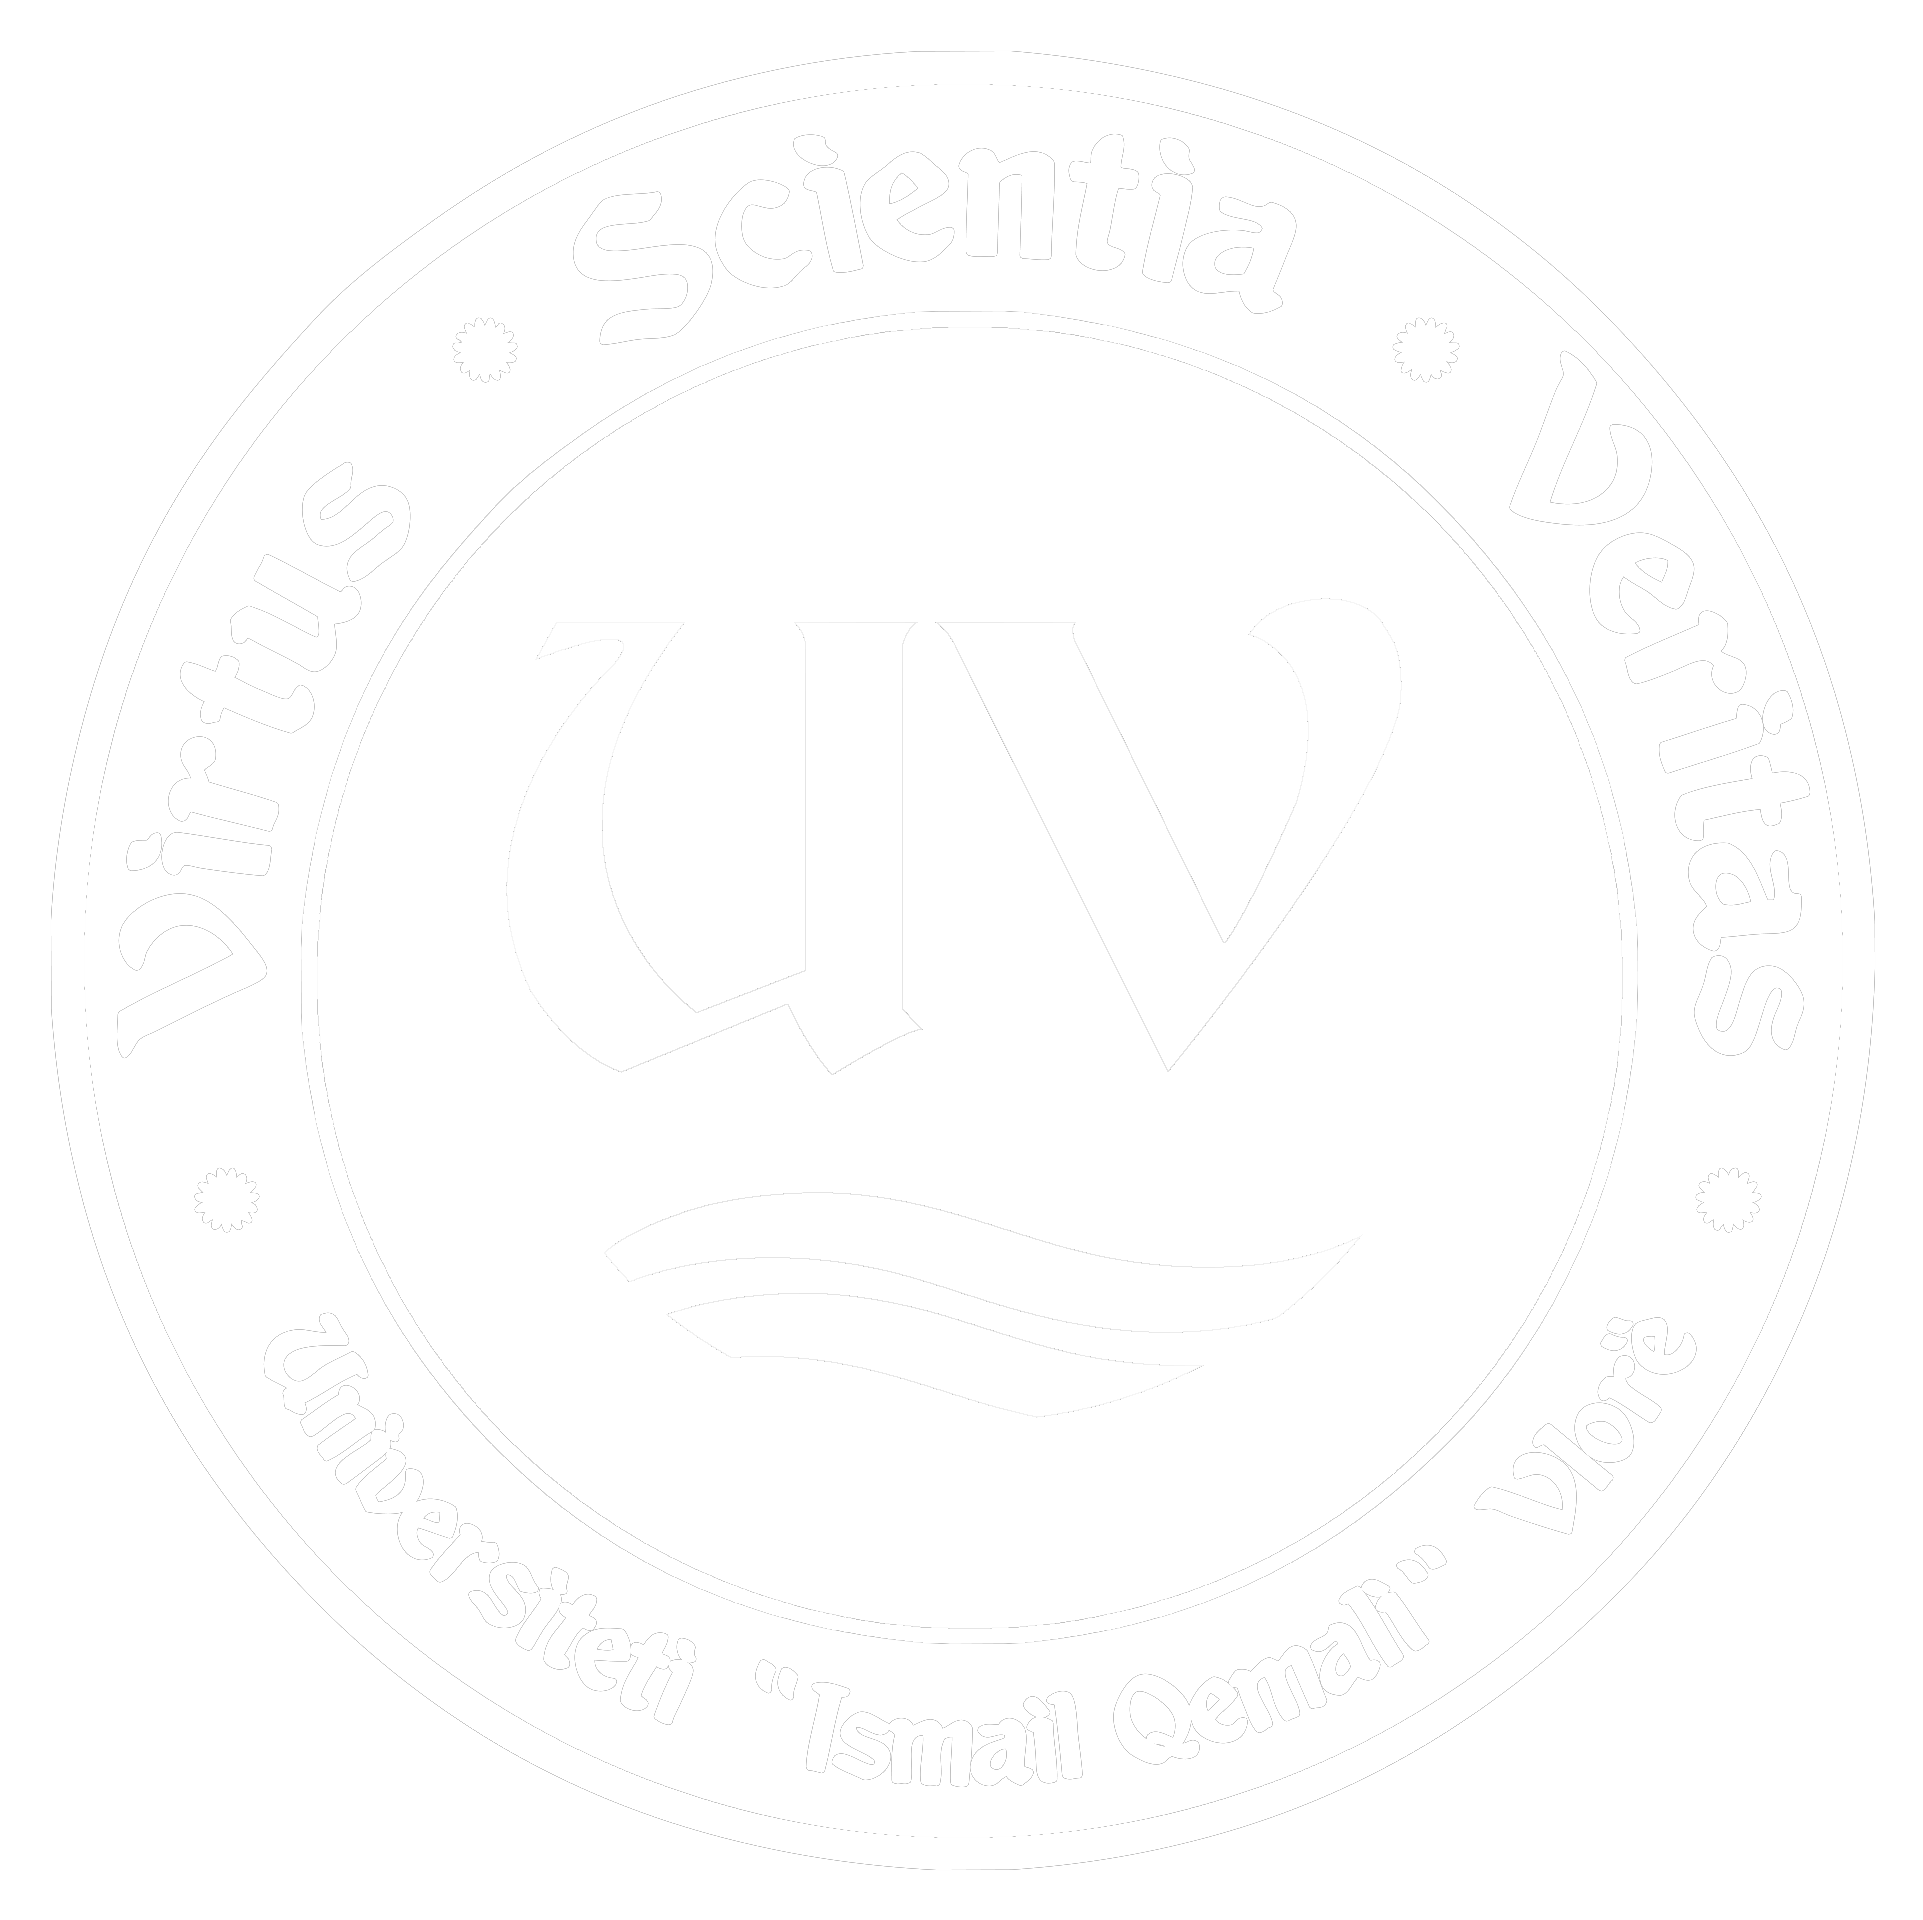 Virtus
Scientia
Veritas
UV
Universiteti "Ismail Qemali" Vlorë